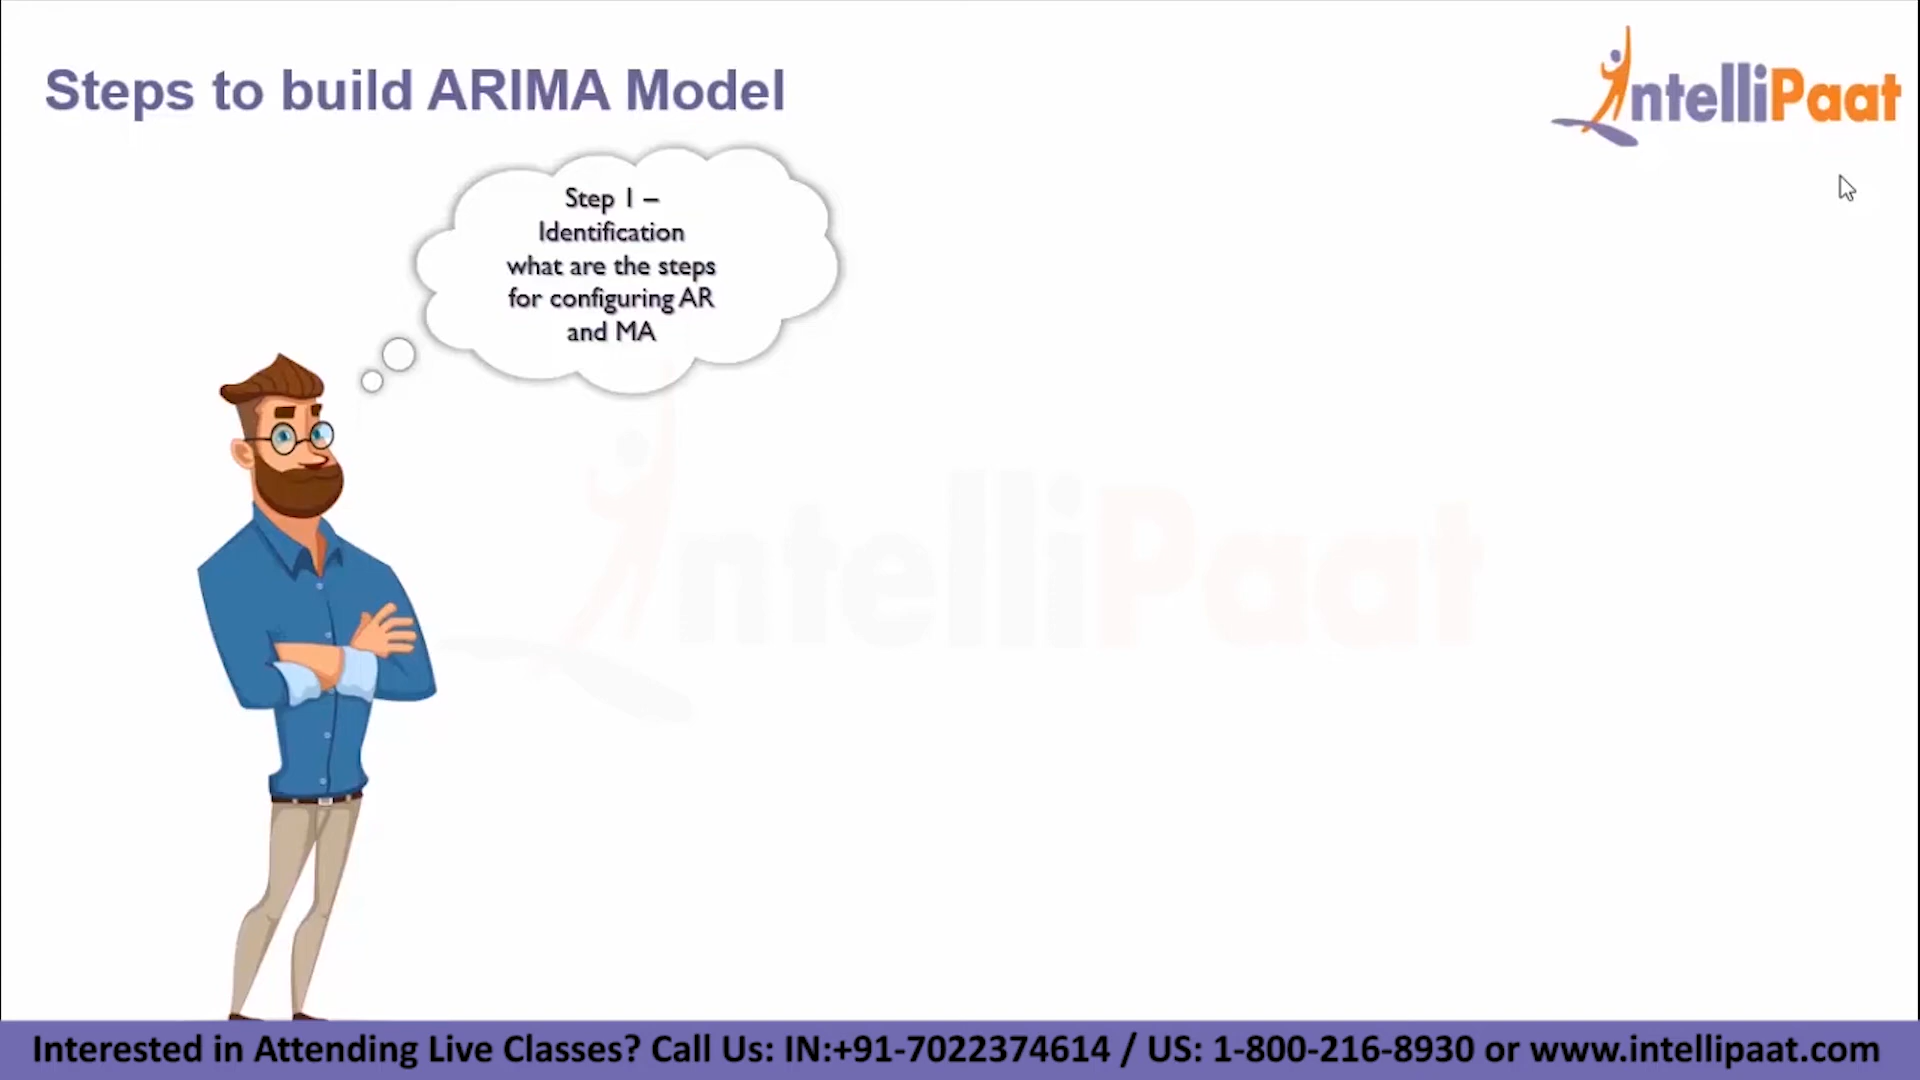 Steps to build ARIMA Model
IntelliPaat
Step 1 –
Identification
what are the steps
for configuring AR
and MA
IntelliPaat
Interested in Attending Live Classes? Call Us: IN:+91-7022374614 / US: 1-800-216-8930 or www.intellipaat.com